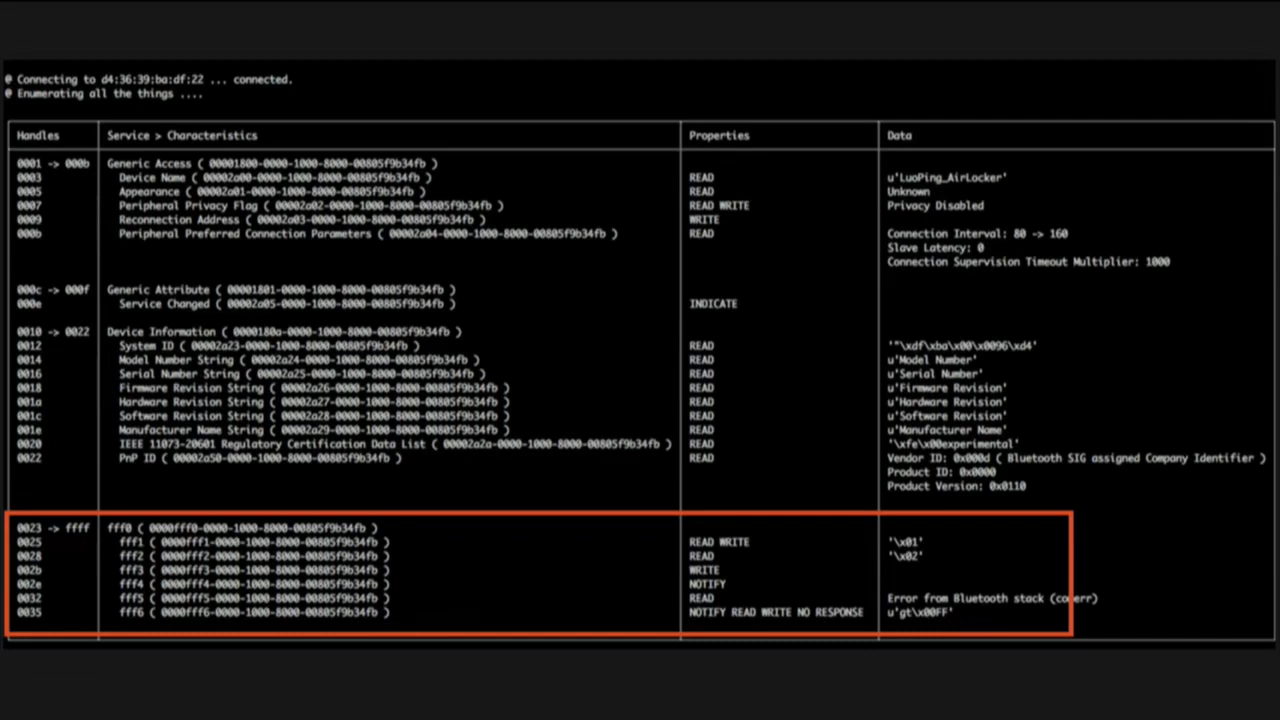 @ Connecting to d4:36:39:ba:df:22 ... connected.
@ Enumerating all the things ....
Handles Service > Characteristics Properties Data
0001 -> 000b Generic Access ( 00001800-0000-1000-8000-00805f9b34fb )
0003 Device Name ( 00002a00-0000-1000-8000-00805f9b34fb ) READ u'LuoPing_AirLocker'
0005 Appearance ( 00002a01-0000-1000-8000-00805f9b34fb ) READ Unknown
0007 Peripheral Privacy Flag ( 00002a02-0000-1000-8000-00805f9b34fb ) READ WRITE Privacy Disabled
0009 Reconnection Address ( 00002a03-0000-1000-8000-00805f9b34fb ) WRITE
000b Peripheral Preferred Connection Parameters ( 00002a04-0000-1000-8000-00805f9b34fb ) READ Connection Interval: 80 -> 160
Slave Latency: 0
Connection Supervision Timeout Multiplier: 1000
000c -> 000f Generic Attribute ( 00001801-0000-1000-8000-00805f9b34fb )
000e Service Changed ( 00002a05-0000-1000-8000-00805f9b34fb ) INDICATE
0010 -> 0022 Device Information ( 0000180a-0000-1000-8000-00805f9b34fb )
0012 System ID ( 00002a23-0000-1000-8000-00805f9b34fb ) READ '"\xdf\xba\x00\x0096\xd4'
0014 Model Number String ( 00002a24-0000-1000-8000-00805f9b34fb ) READ u'Model Number'
0016 Serial Number String ( 00002a25-0000-1000-8000-00805f9b34fb ) READ u'Serial Number'
0018 Firmware Revision String ( 00002a26-0000-1000-8000-00805f9b34fb ) READ u'Firmware Revision'
001a Hardware Revision String ( 00002a27-0000-1000-8000-00805f9b34fb ) READ u'Hardware Revision'
001c Software Revision String ( 00002a28-0000-1000-8000-00805f9b34fb ) READ u'Software Revision'
001e Manufacturer Name String ( 00002a29-0000-1000-8000-00805f9b34fb ) READ u'Manufacturer Name'
0020 IEEE 11073-20601 Regulatory Certification Data List ( 00002a2a-0000-1000-8000-00805f9b34fb ) READ '\xfe\x00experimental'
0022 PnP ID ( 00002a50-0000-1000-8000-00805f9b34fb ) READ Vendor ID: 0x000d ( Bluetooth SIG assigned Company Identifier )
Product ID: 0x0000
Product Version: 0x0110
0023 -> ffff fff0 ( 0000fff0-0000-1000-8000-00805f9b34fb )
0025 fff1 ( 0000fff1-0000-1000-8000-00805f9b34fb ) READ WRITE '\x01'
0028 fff2 ( 0000fff2-0000-1000-8000-00805f9b34fb ) READ '\x02'
002b fff3 ( 0000fff3-0000-1000-8000-00805f9b34fb ) WRITE
002e fff4 ( 0000fff4-0000-1000-8000-00805f9b34fb ) NOTIFY
0032 fff5 ( 0000fff5-0000-1000-8000-00805f9b34fb ) READ Error from Bluetooth stack
0035 fff6 ( 0000fff6-0000-1000-8000-00805f9b34fb ) NOTIFY READ WRITE NO RESPONSE u'gt\x00FF'